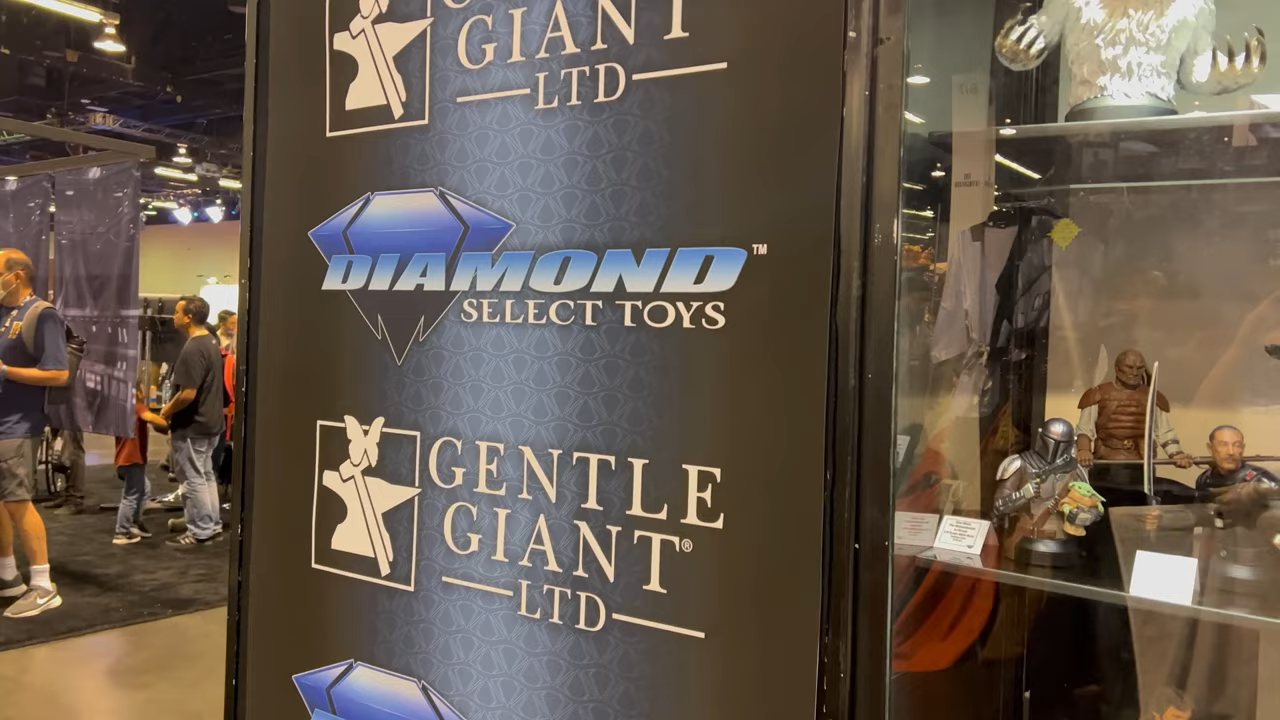 GIANT
LTD
DIAMOND™
SELECT TOYS
GENTLE
GIANT®
LTD